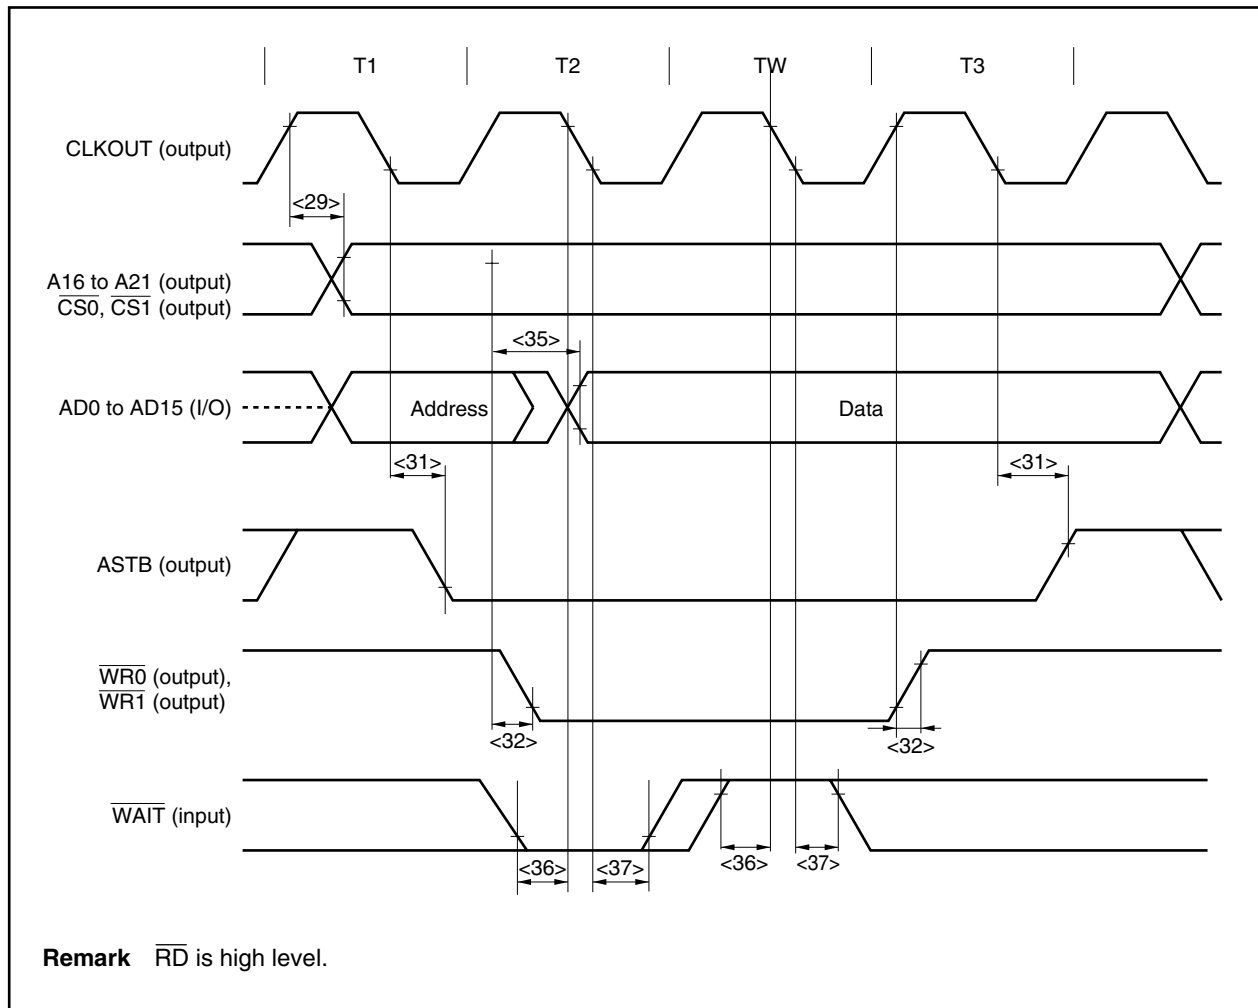 T1 T2 TW T3
CLKOUT (output)
<29>
A16 to A21 (output)
CS0, CS1 (output)
<35>
AD0 to AD15 (I/O)
Address
Data
<31> <31>
ASTB (output)
WR0 (output),
WR1 (output)
<32> <32>
WAIT (input)
<36> <37> <36> <37>
Remark RD is high level.